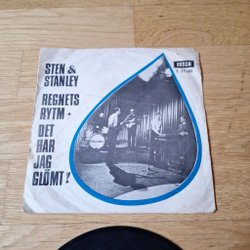 STEN &
STANLEY
DECCA
REGNETS
RYTM •
DET
HAR
JAG
GLÖMT!